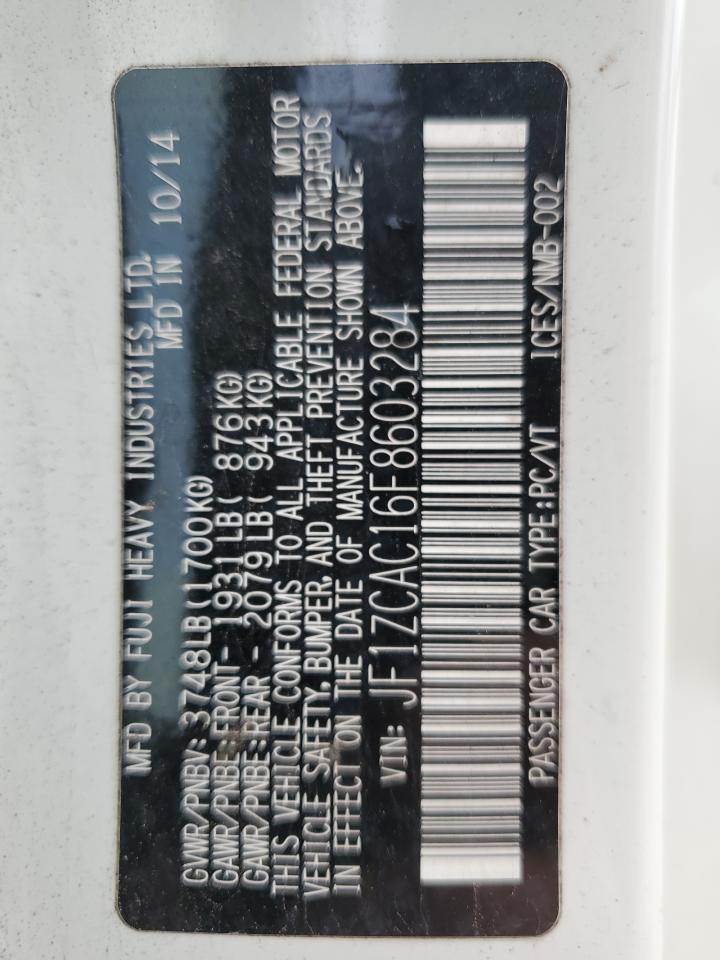 MFD BY FUJI HEAVY INDUSTRIES LTD.
MFD IN 10/14
GVWR/PNBV: 3748LB(1700KG)
GAWR/PNBE:FRONT - 1931LB( 876KG)
GAWR/PNBE:REAR - 2079LB( 943KG)
THIS VEHICLE CONFORMS TO ALL APPLICABLE FEDERAL MOTOR
VEHICLE SAFETY, BUMPER, AND THEFT PREVENTION STANDARDS
IN EFFECT ON THE DATE OF MANUFACTURE SHOWN ABOVE.
VIN: JF1ZCAC16F8603284
PASSENGER CAR TYPE:PC/VT ICES/NMB-002